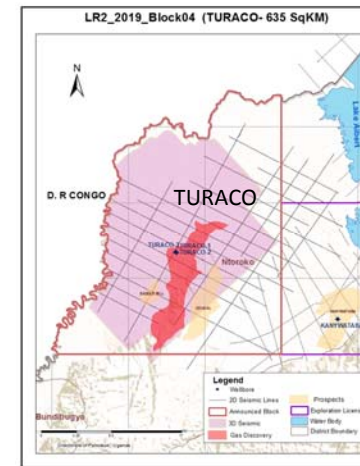 LR2_2019_Block04 (TURACO- 635 SqKM)
N
Lake Albert
D. R CONGO
TURACO
TURACO-3
TURACO-1
TURACO-2
Ntoroko
KANYWATABA
Bundibugyo
Legend
Wellbore
2D Seismic Lines
Announced Block
3D Seismic
Gas Discovery
Prospects
Exploration License
Water Body
District Boundary